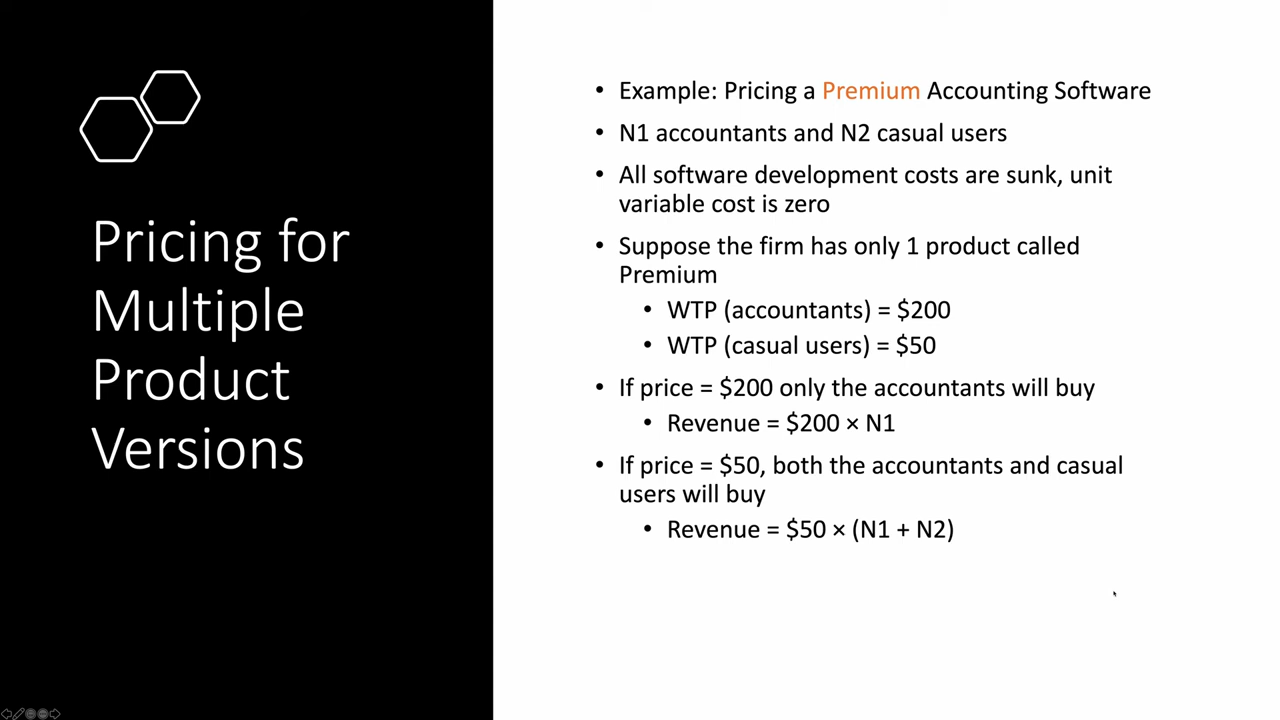 Pricing for
Multiple
Product
Versions
• Example: Pricing a Premium Accounting Software
• N1 accountants and N2 casual users
• All software development costs are sunk, unit
variable cost is zero
• Suppose the firm has only 1 product called
Premium
• WTP (accountants) = $200
• WTP (casual users) = $50
• If price = $200 only the accountants will buy
• Revenue = $200 × N1
• If price = $50, both the accountants and casual
users will buy
• Revenue = $50 × (N1 + N2)